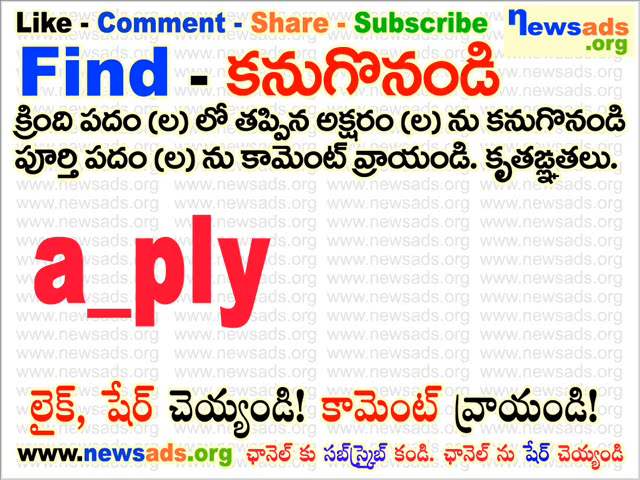 Like - Comment - Share - Subscribe
newsads
.org
Find - కనుగొనండి
క్రింది పదం (ల) లో తప్పిన అక్షరం (ల) ను కనుగొనండి
పూర్తి పదం (ల) ను కామెంట్ వ్రాయండి. కృతఙ్ఞతలు.
a_ply
లైక్, షేర్ చెయ్యండి! కామెంట్ వ్రాయండి!
www.newsads.org ఛానెల్ కు సబ్‌స్క్రైబ్ కండి. ఛానెల్ ను షేర్ చెయ్యండి